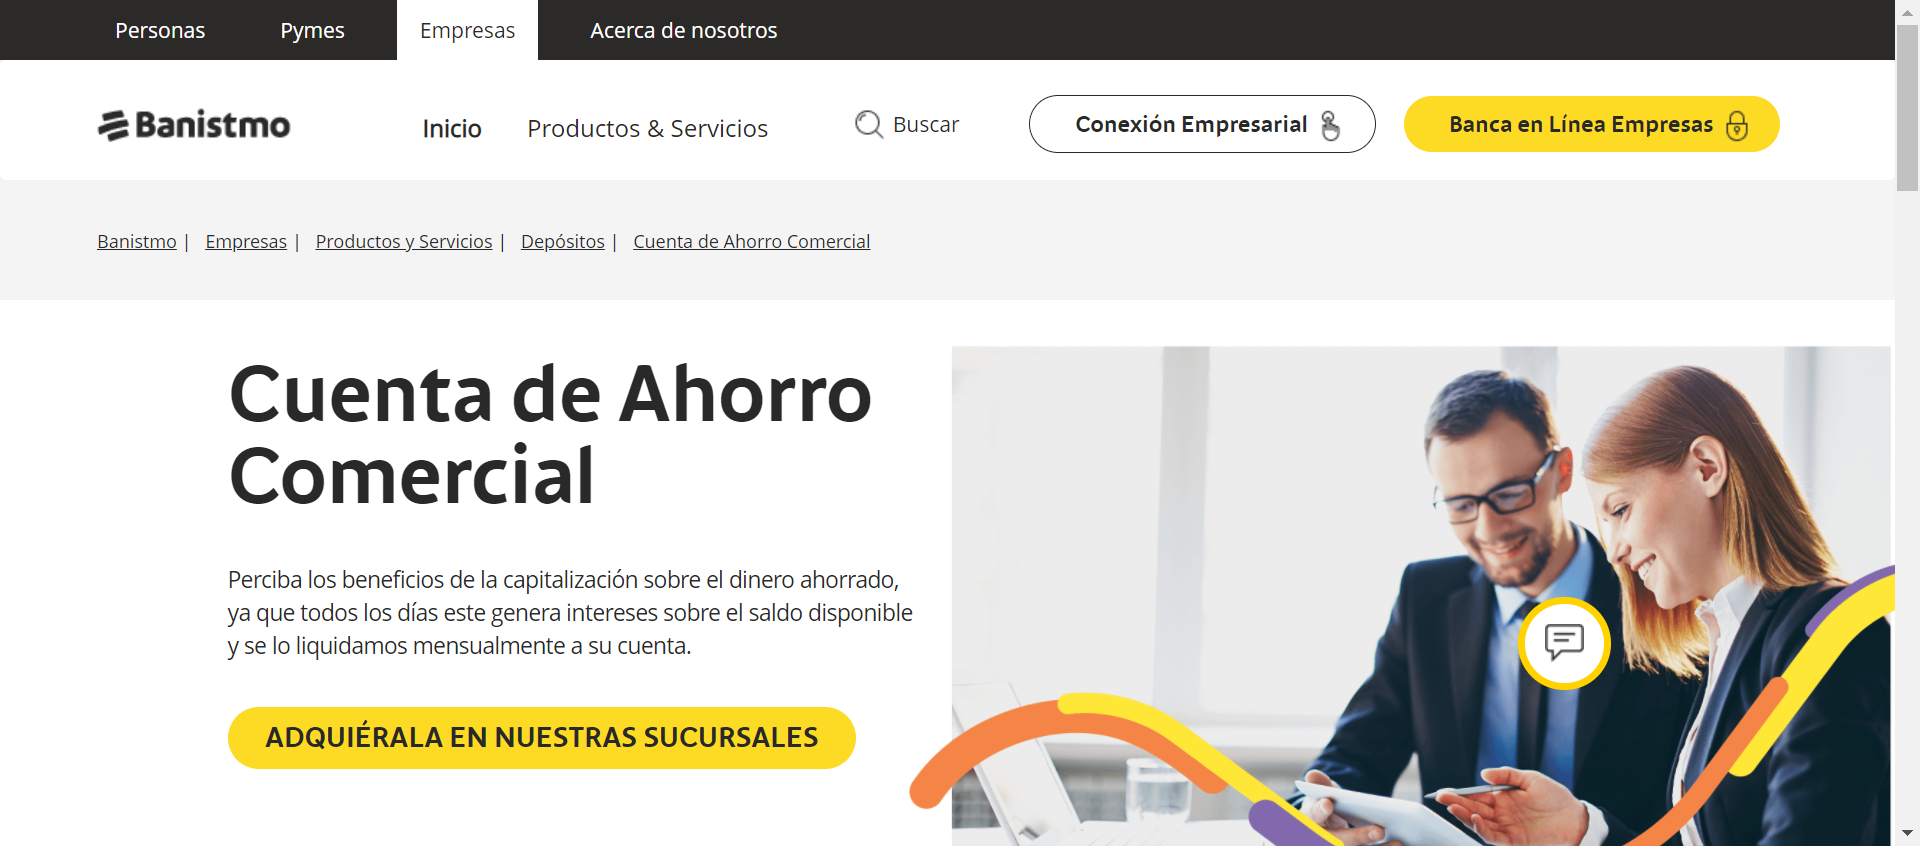 Personas Pymes Empresas Acerca de nosotros
Banistmo Inicio Productos & Servicios Buscar Conexión Empresarial Banca en Línea Empresas
Banistmo | Empresas | Productos y Servicios | Depósitos | Cuenta de Ahorro Comercial
Cuenta de Ahorro
Comercial
Perciba los beneficios de la capitalización sobre el dinero ahorrado,
ya que todos los días este genera intereses sobre el saldo disponible
y se lo liquidamos mensualmente a su cuenta.
ADQUIÉRALA EN NUESTRAS SUCURSALES